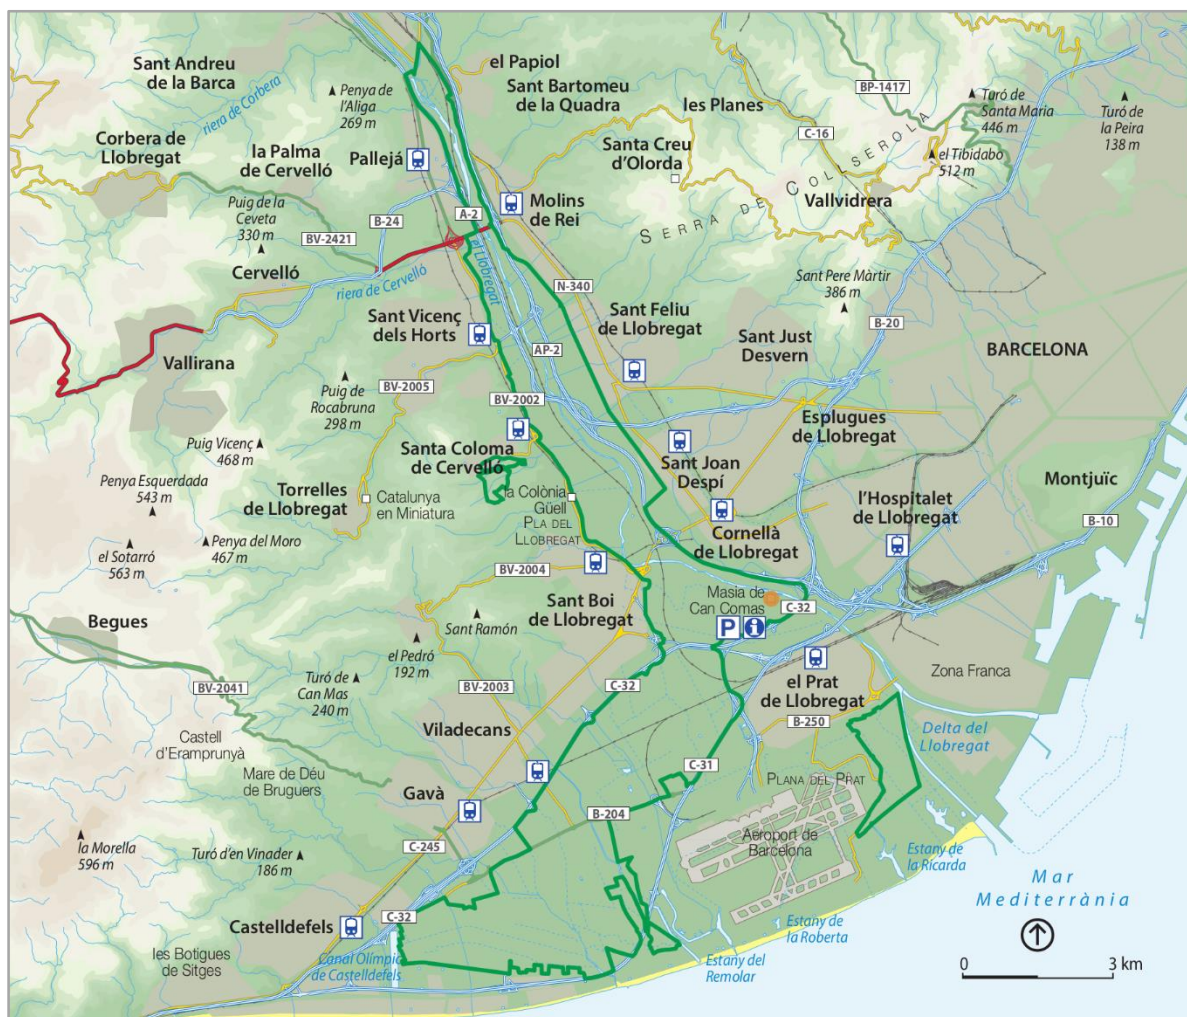 Sant Andreu
de la Barca
riera de Corbera
Penya de
l'Aliga
269 m
el Papiol
Sant Bartomeu
de la Quadra
les Planes
BP-1417
Turó de
Santa Maria
446 m
Turó de
la Peira
138 m
C-16
el Tibidabo
512 m
Corbera de
Llobregat
la Palma
de Cervelló
Pallejá
Santa Creu
d'Olorda
SERRA DE COLLSEROLA
Vallvidrera
Molins
de Rei
A-2
B-24
BV-2421
Puig de la
Ceveta
330 m
Cervelló
riera de Cervelló
el Llobregat
N-340
Sant Pere Màrtir
386 m
B-20
Sant Vicenç
dels Horts
Sant Feliu
de Llobregat
Sant Just
Desvern
BARCELONA
AP-2
Vallirana
Puig de
Rocabruna
298 m
BV-2005
BV-2002
Esplugues
de Llobregat
Puig Vicenç
468 m
Santa Coloma
de Cervelló
Sant Joan
Despí
Montjuïc
Penya Esquerdada
543 m
Torrelles
de Llobregat
Catalunya
en Miniatura
la Colònia
Güell
PLA DEL
LLOBREGAT
l'Hospitalet
de Llobregat
B-10
Cornellà
de Llobregat
el Sotarró
563 m
Penya del Moro
467 m
BV-2004
Masia de
Can Comas
C-32
P
i
Begues
Sant Ramón
Sant Boi
de Llobregat
el Pedró
192 m
el Prat
de Llobregat
Zona Franca
BV-2041
Turó de
Can Mas
240 m
BV-2003
C-32
B-250
Delta del
Llobregat
Castell
d'Eramprunyà
Viladecans
Mare de Déu
de Bruguers
C-31
PLANA DEL PRAT
Gavà
B-204
Aeroport de
Barcelona
la Morella
596 m
Turó d'en Vinader
186 m
C-245
Estany de
la Ricarda
Mar
Mediterrània
Castelldefels
C-32
Estany de
la Roberta
les Botigues
de Sitges
Canal Olímpic
de Castelldefels
Estany del
Remolar
0
3 km